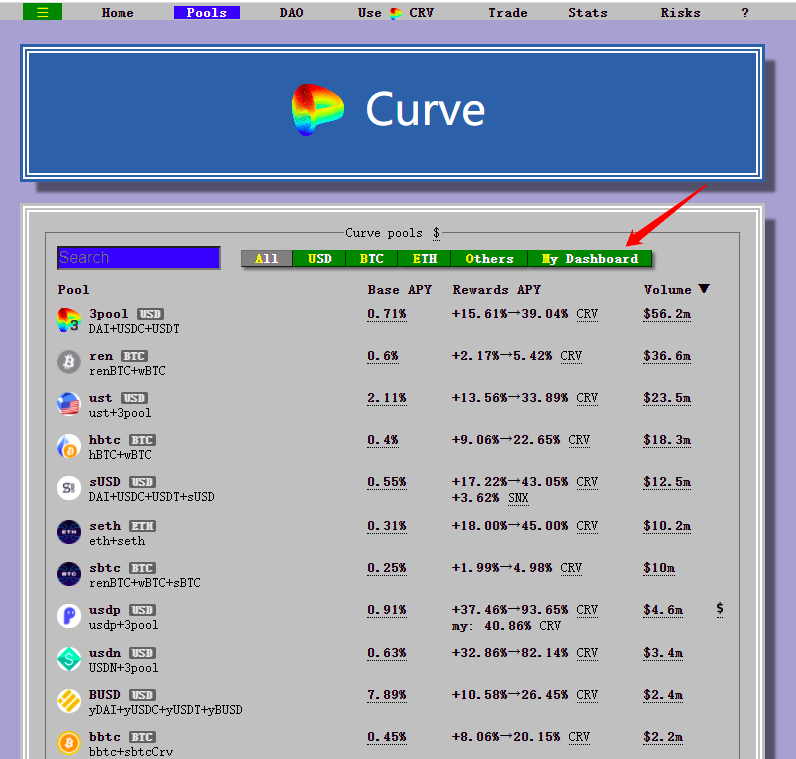 ☰ Home Pools DAO Use CRV Trade Stats Risks ?
Curve
Curve pools $
Search All USD BTC ETH Others My Dashboard
Pool Base APY Rewards APY Volume ▼
3pool USD 0.71% +15.61%→39.04% CRV $56.2m
DAI+USDC+USDT
ren BTC 0.6% +2.17%→5.42% CRV $36.6m
renBTC+wBTC
ust USD 2.11% +13.56%→33.89% CRV $23.5m
ust+3pool
hbtc BTC 0.4% +9.06%→22.65% CRV $18.3m
hBTC+wBTC
sUSD USD 0.55% +17.22%→43.05% CRV $12.5m
DAI+USDC+USDT+sUSD +3.62% SNX
seth ETH 0.31% +18.00%→45.00% CRV $10.2m
eth+seth
sbtc BTC 0.25% +1.99%→4.98% CRV $10m
renBTC+wBTC+sBTC
usdp USD 0.91% +37.46%→93.65% CRV $4.6m $
usdp+3pool my: 40.86% CRV
usdn USD 0.63% +32.86%→82.14% CRV $3.4m
USDN+3pool
BUSD USD 7.89% +10.58%→26.45% CRV $2.4m
yDAI+yUSDC+yUSDT+yBUSD
bbtc BTC 0.45% +8.06%→20.15% CRV $2.2m
bbtc+sbtcCrv